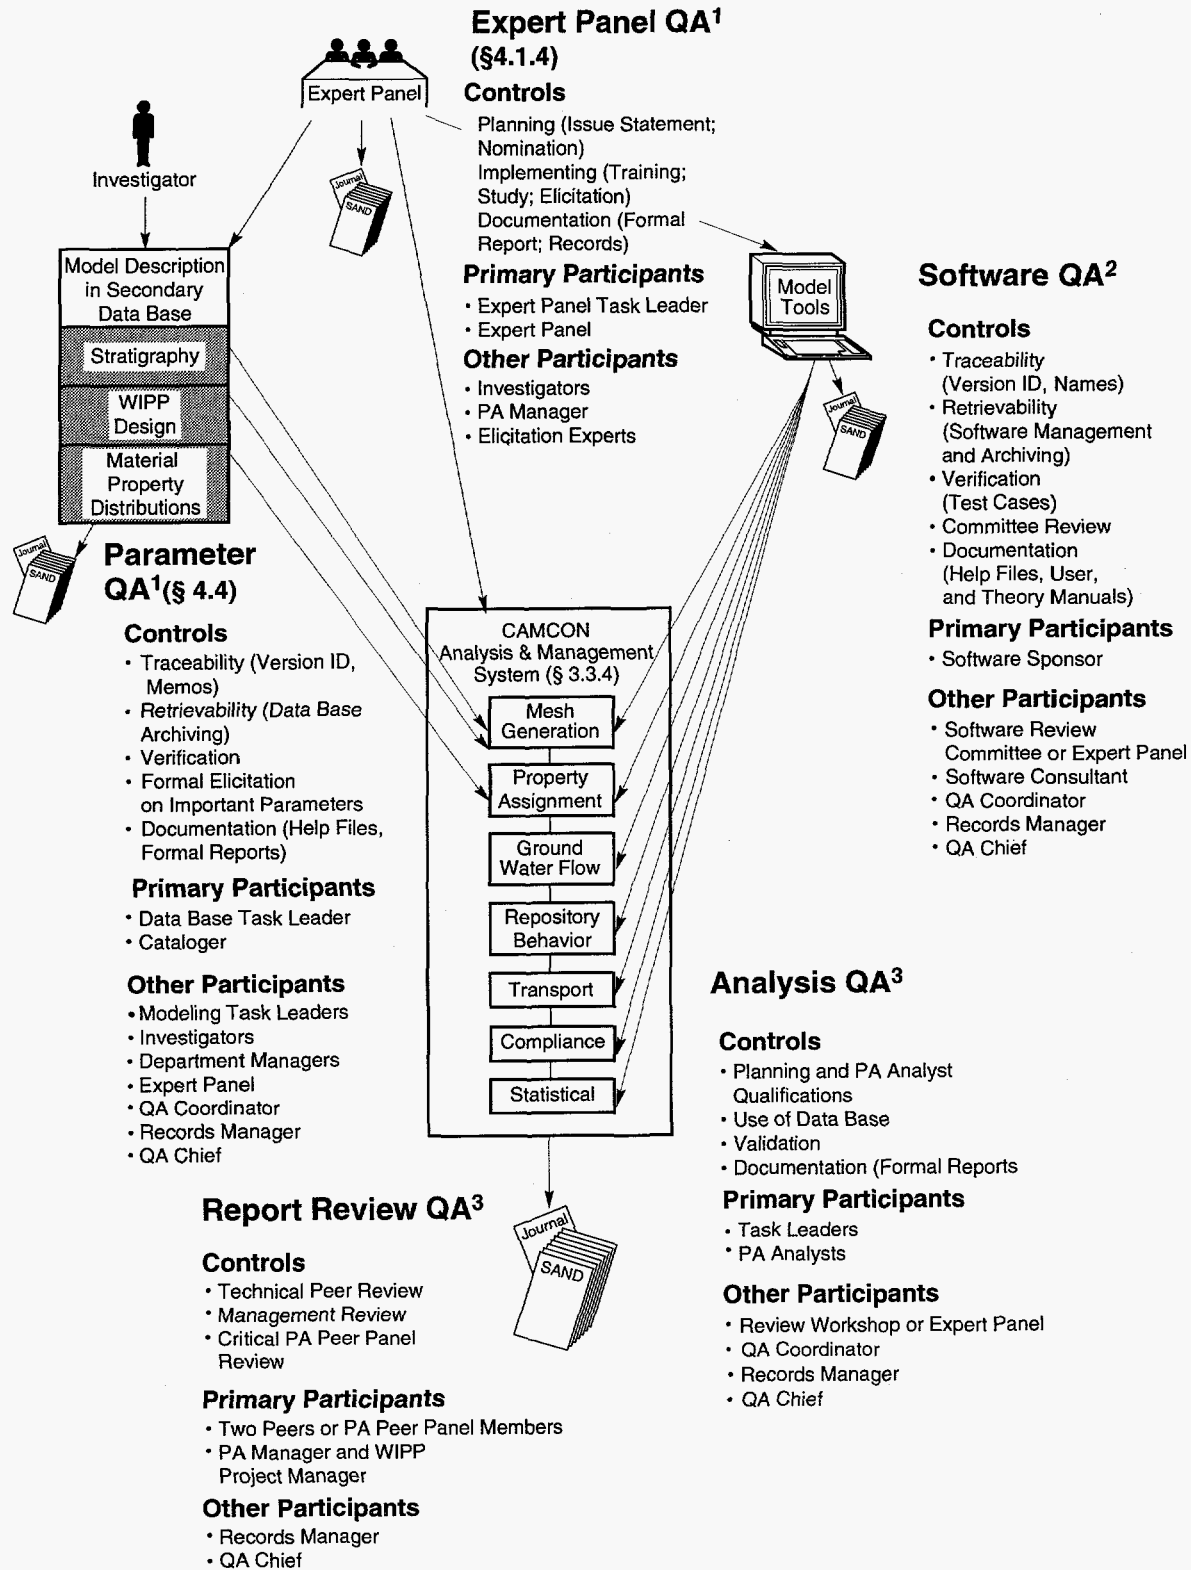 Expert Panel QA¹
(§4.1.4)
Expert Panel
Controls
Planning (Issue Statement;
Nomination)
Implementing (Training;
Study; Elicitation)
Documentation (Formal
Report; Records)
Primary Participants
• Expert Panel Task Leader
• Expert Panel
Other Participants
• Investigators
• PA Manager
• Elicitation Experts
Journal
SAND
Investigator
Model Description
in Secondary
Data Base
Stratigraphy
WIPP
Design
Material
Property
Distributions
Journal
SAND
Parameter
QA¹(§ 4.4)
Controls
• Traceability (Version ID,
Memos)
• Retrievability (Data Base
Archiving)
• Verification
• Formal Elicitation
on Important Parameters
• Documentation (Help Files,
Formal Reports)
Primary Participants
• Data Base Task Leader
• Cataloger
Other Participants
• Modeling Task Leaders
• Investigators
• Department Managers
• Expert Panel
• QA Coordinator
• Records Manager
• QA Chief
Model
Tools
Journal
SAND
Software QA²
Controls
• Traceability
(Version ID, Names)
• Retrievability
(Software Management
and Archiving)
• Verification
(Test Cases)
• Committee Review
• Documentation
(Help Files, User,
and Theory Manuals)
Primary Participants
• Software Sponsor
Other Participants
• Software Review
Committee or Expert Panel
• Software Consultant
• QA Coordinator
• Records Manager
• QA Chief
CAMCON
Analysis & Management
System (§ 3.3.4)
Mesh
Generation
Property
Assignment
Ground
Water Flow
Repository
Behavior
Transport
Compliance
Statistical
Journal
SAND
Analysis QA³
Controls
• Planning and PA Analyst
Qualifications
• Use of Data Base
• Validation
• Documentation (Formal Reports
Primary Participants
• Task Leaders
• PA Analysts
Other Participants
• Review Workshop or Expert Panel
• QA Coordinator
• Records Manager
• QA Chief
Report Review QA³
Controls
• Technical Peer Review
• Management Review
• Critical PA Peer Panel
Review
Primary Participants
• Two Peers or PA Peer Panel Members
• PA Manager and WIPP
Project Manager
Other Participants
• Records Manager
• QA Chief